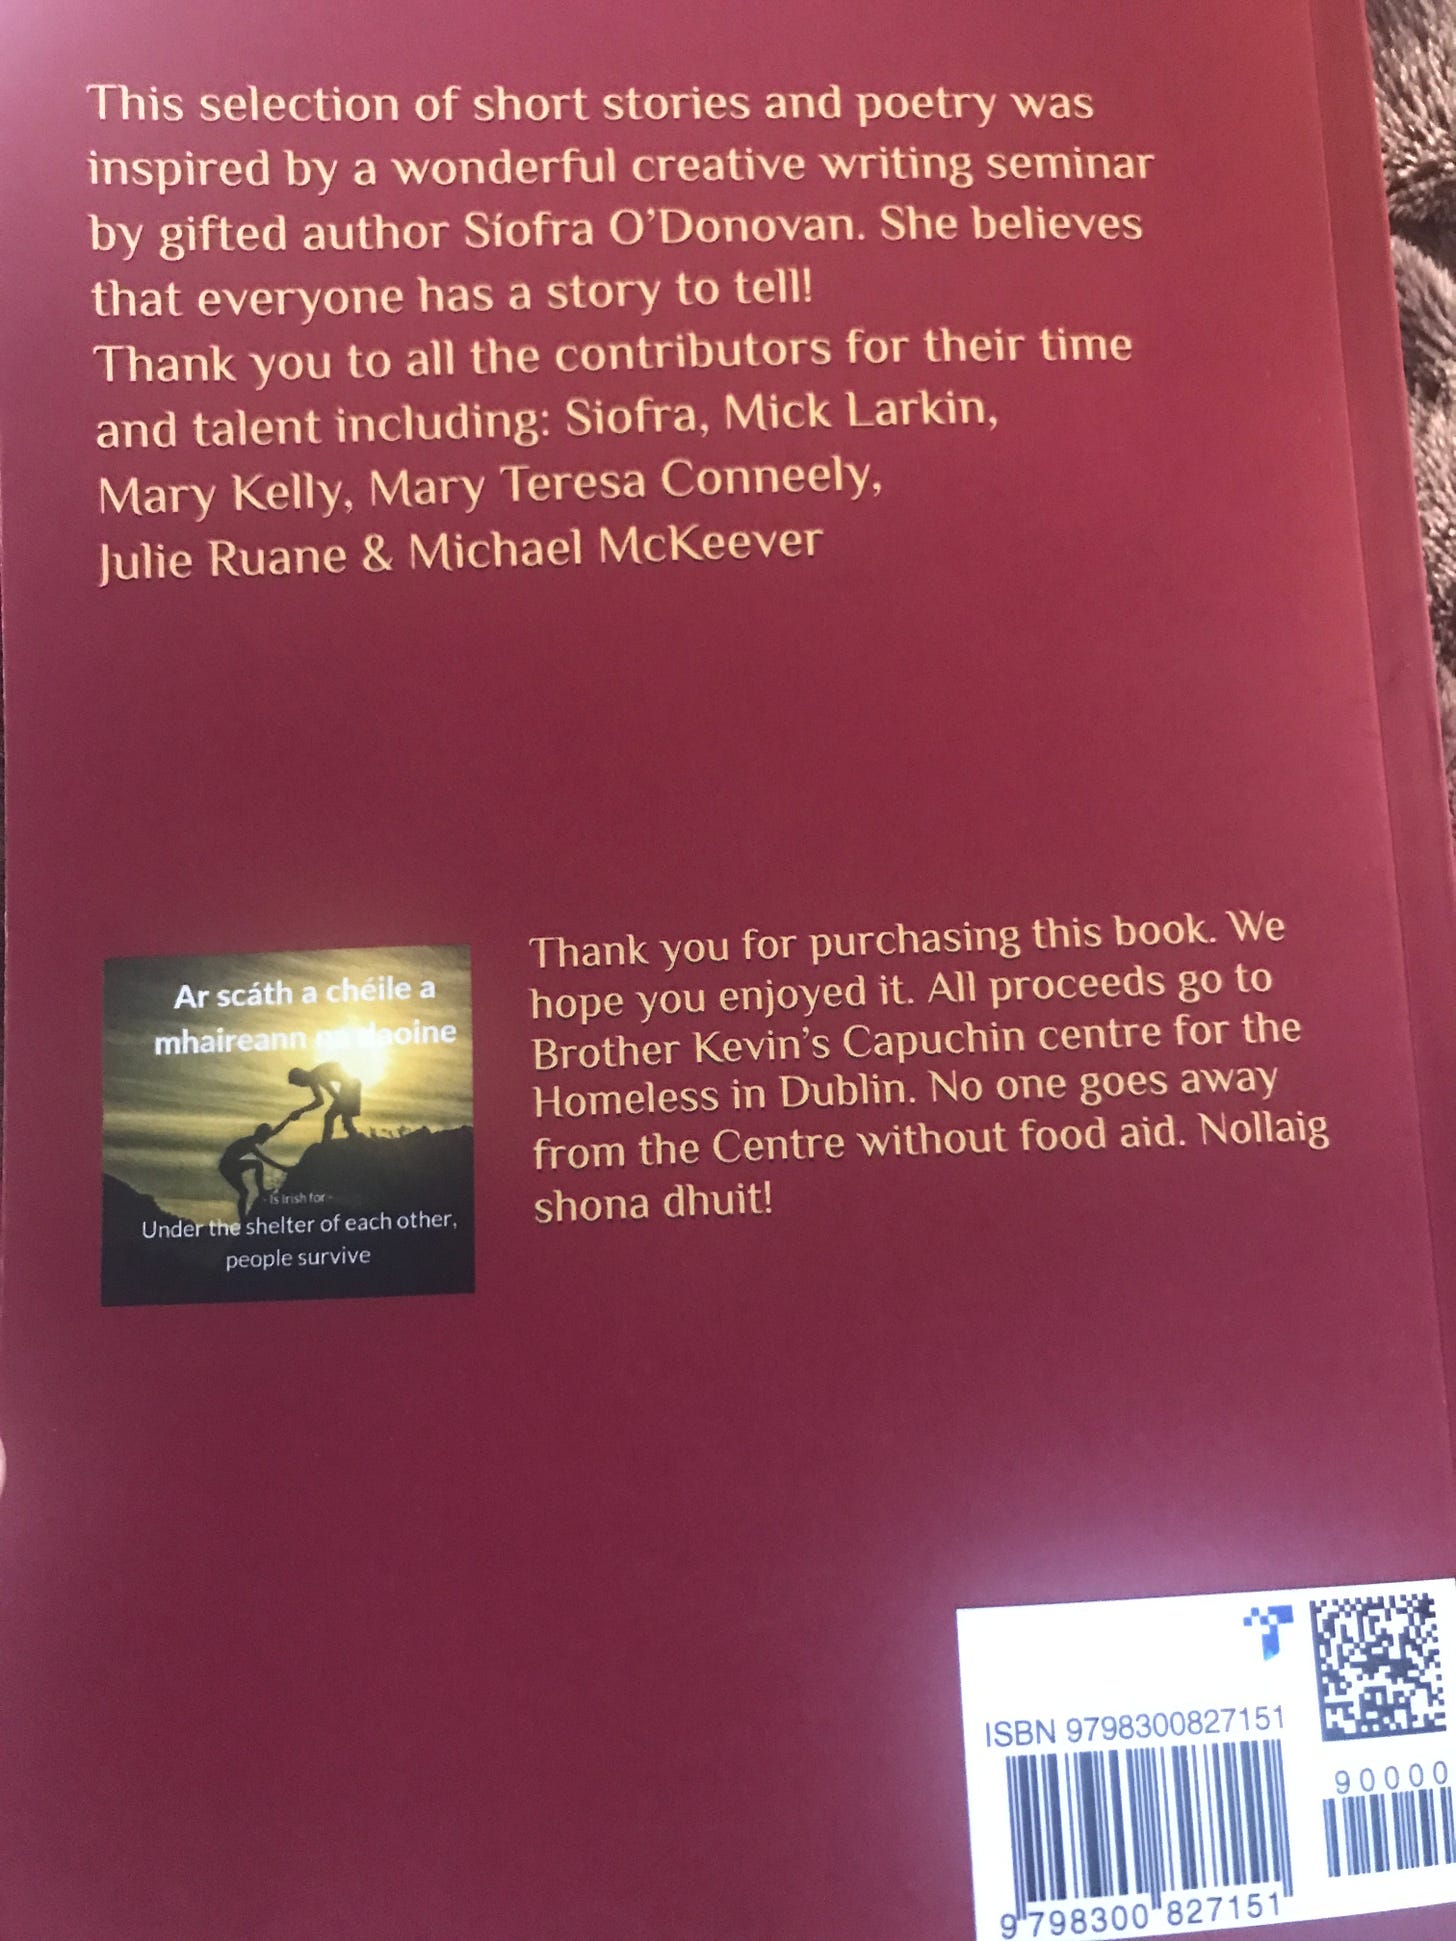 This selection of short stories and poetry was
inspired by a wonderful creative writing seminar
by gifted author Síofra O'Donovan. She believes
that everyone has a story to tell!
Thank you to all the contributors for their time
and talent including: Siofra, Mick Larkin,
Mary Kelly, Mary Teresa Conneely,
Julie Ruane & Michael McKeever
Ar scáth a chéile a
mhaireann na daoine
- Is Irish for -
Under the shelter of each other,
people survive
Thank you for purchasing this book. We
hope you enjoyed it. All proceeds go to
Brother Kevin's Capuchin centre for the
Homeless in Dublin. No one goes away
from the Centre without food aid. Nollaig
shona dhuit!
ISBN 9798300827151
90000
9 798300 827151